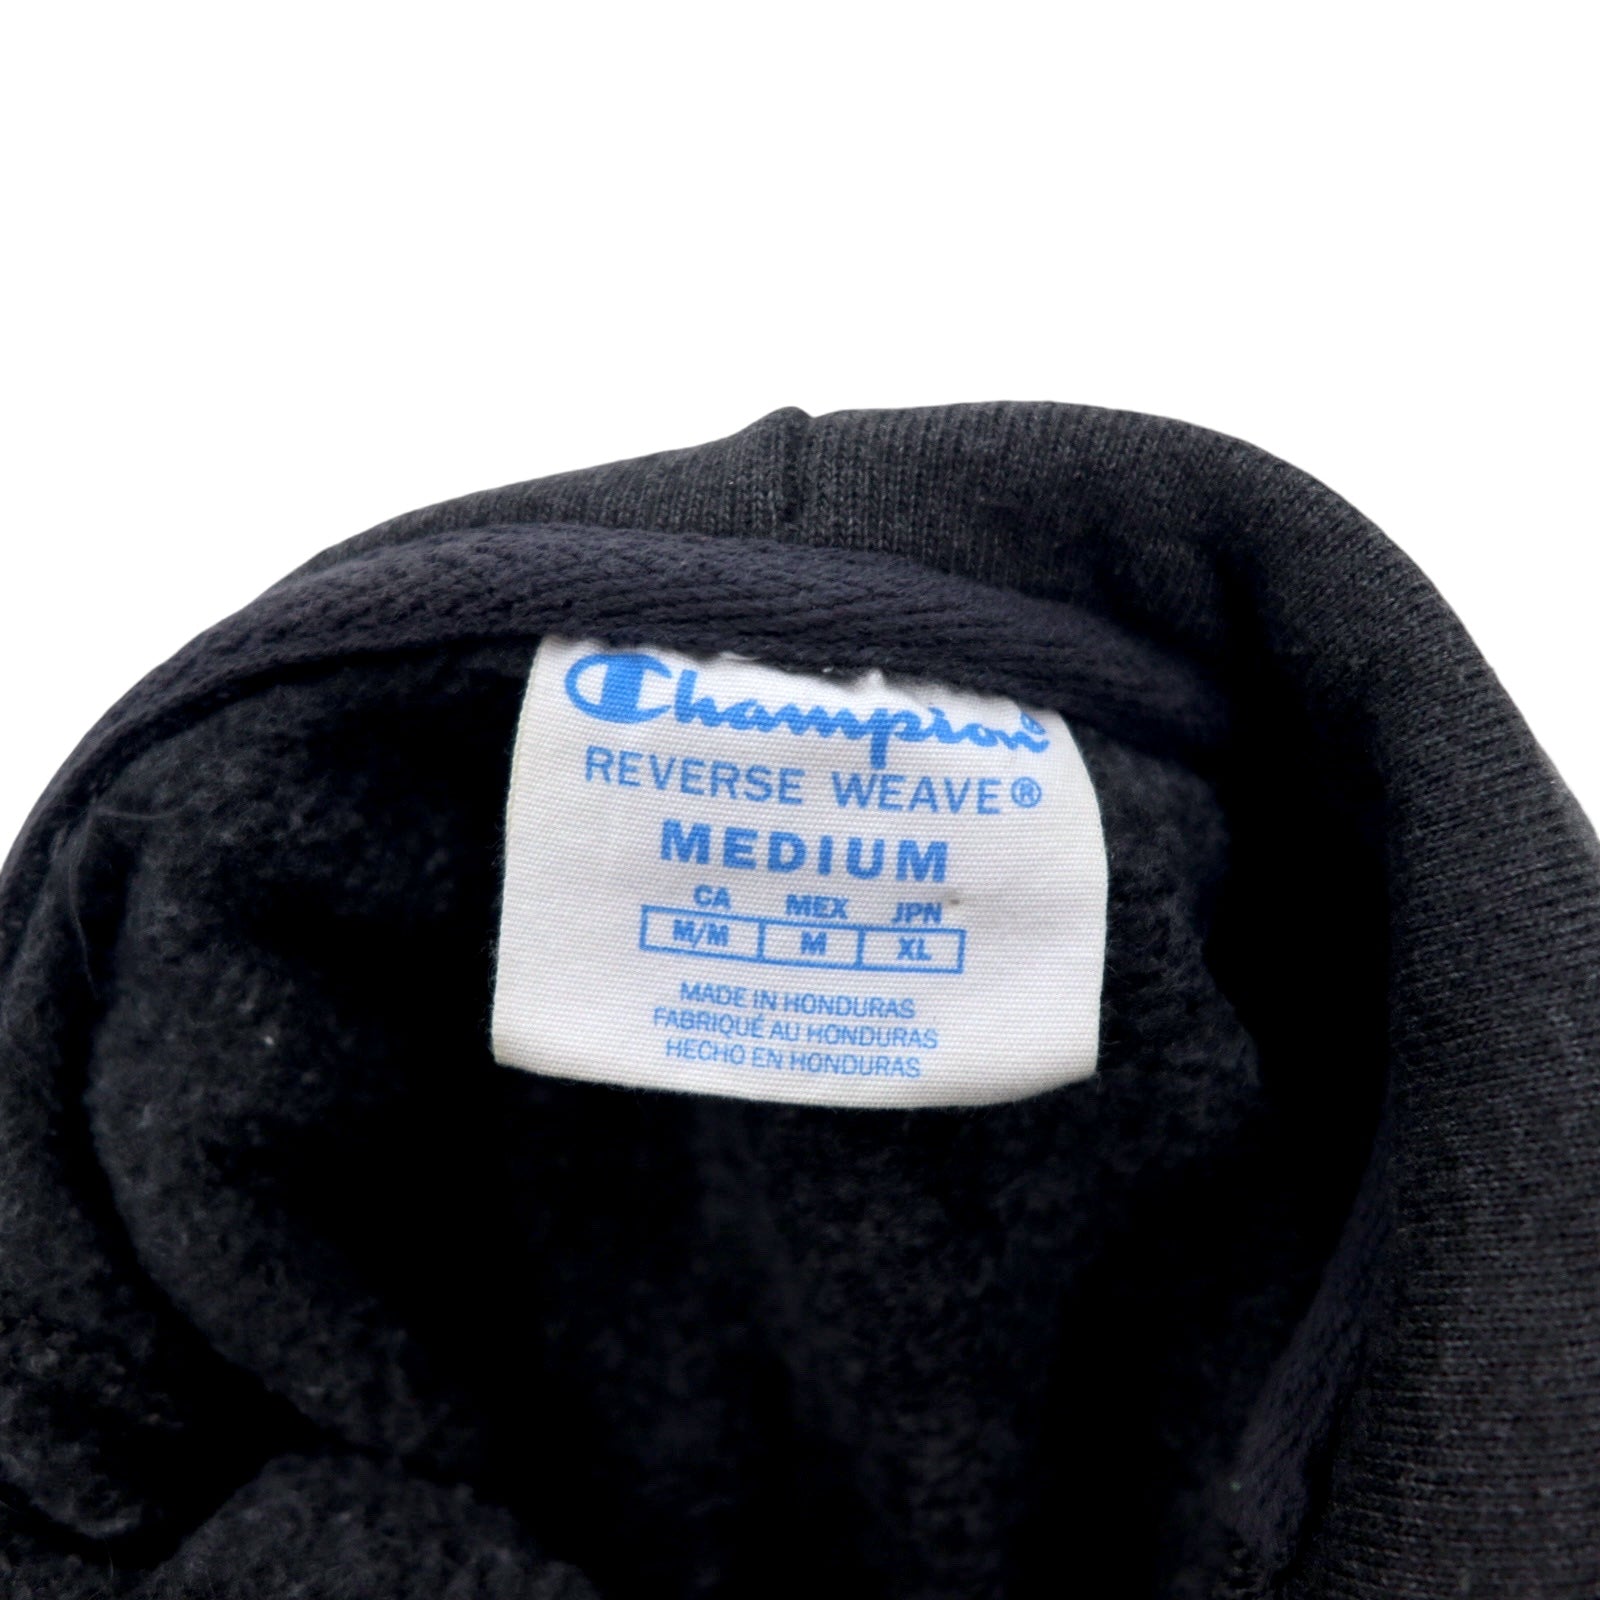 Champion
REVERSE WEAVE®
MEDIUM
CA MEX JPN
M/M M XL
MADE IN HONDURAS
FABRIQUÉ AU HONDURAS
HECHO EN HONDURAS